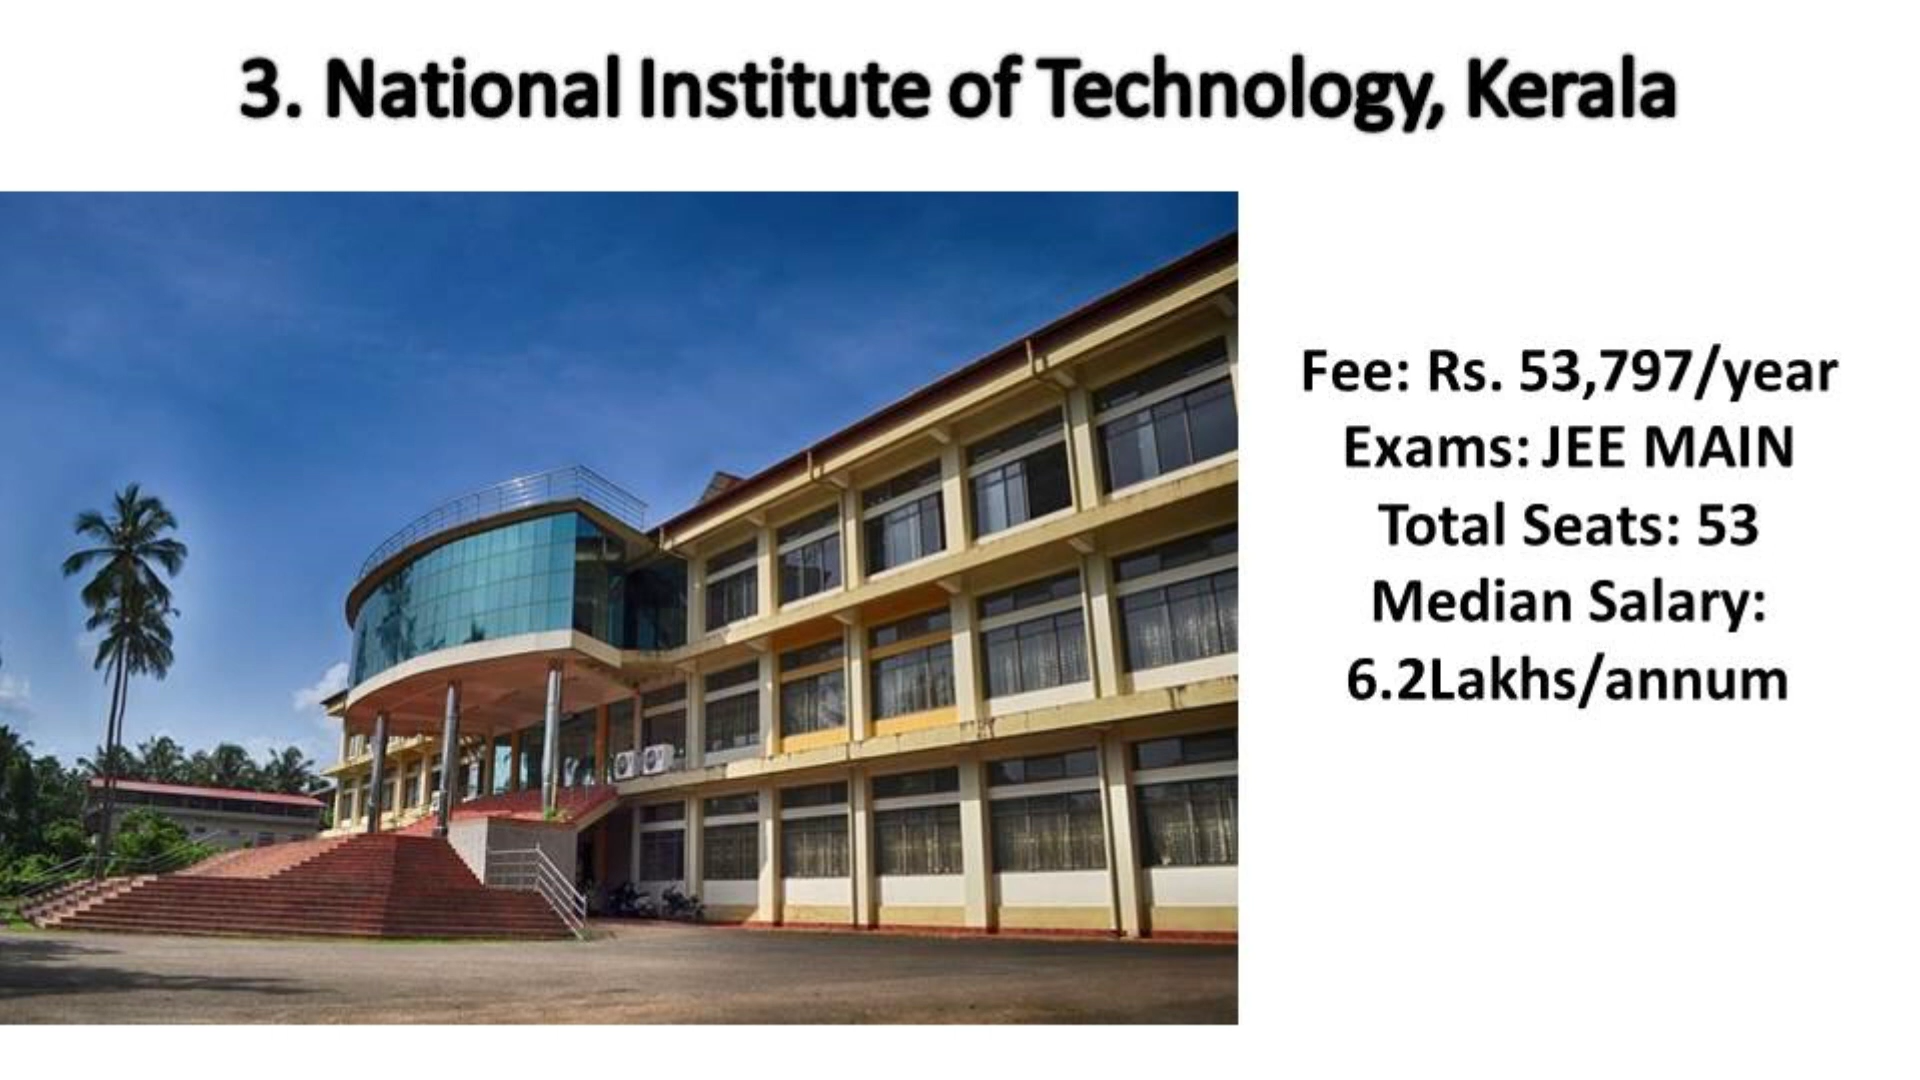 3. National Institute of Technology, Kerala
Fee: Rs. 53,797/year
Exams: JEE MAIN
Total Seats: 53
Median Salary:
6.2Lakhs/annum